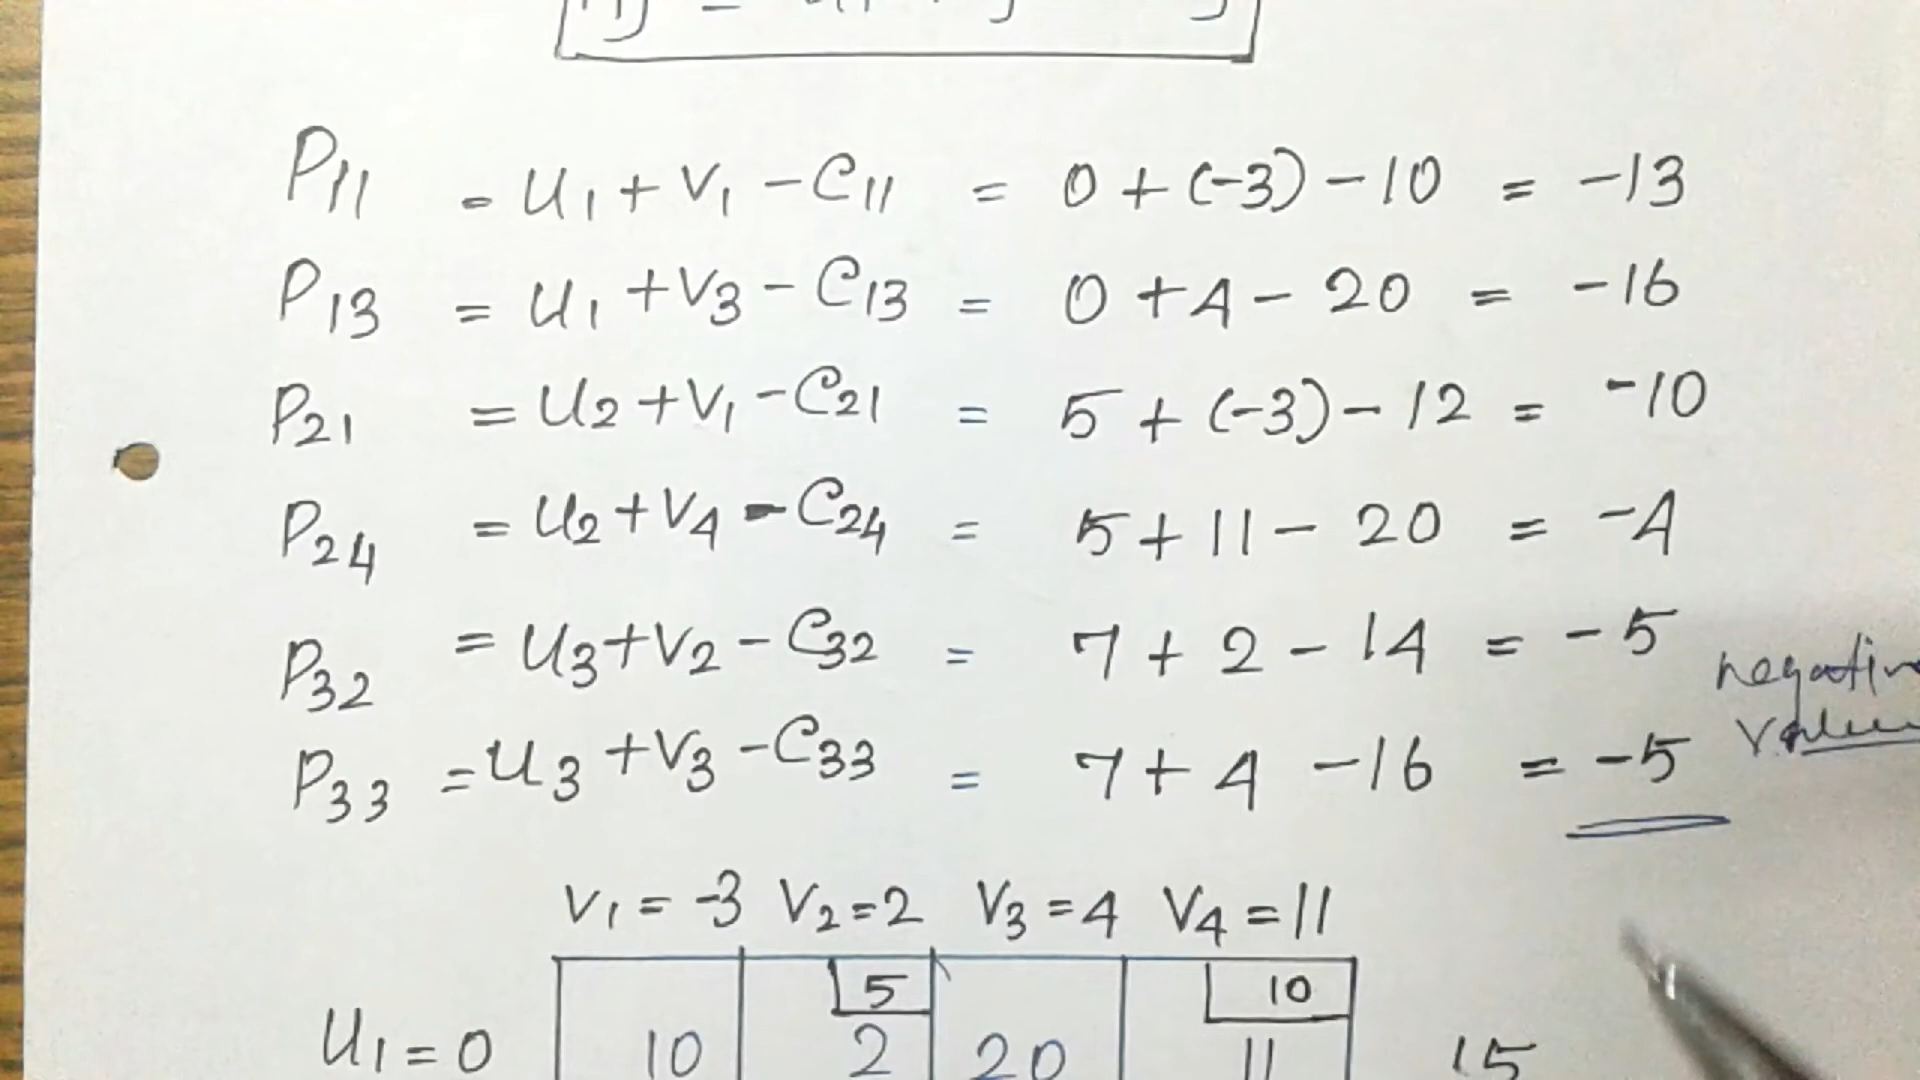 P11 = U1 + V1 - C11 = 0 + (-3) - 10 = -13
P13 = U1 + V3 - C13 = 0 + 4 - 20 = -16
P21 = U2 + V1 - C21 = 5 + (-3) - 12 = -10
P24 = U2 + V4 - C24 = 5 + 11 - 20 = -4
P32 = U3 + V2 - C32 = 7 + 2 - 14 = -5
negative
value
P33 = U3 + V3 - C33 = 7 + 4 - 16 = -5
V1 = -3 V2 = 2 V3 = 4 V4 = 11
5 10
U1 = 0 10 2 20 11 15